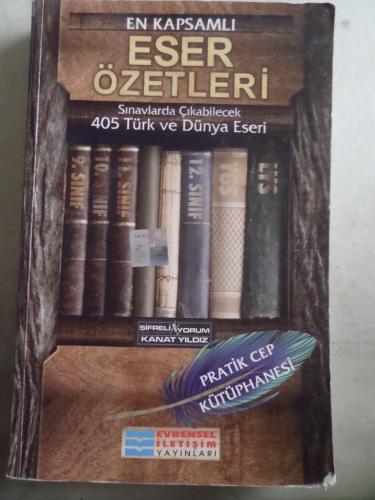 EN KAPSAMLI
ESER
ÖZETLERİ
Sınavlarda Çıkabilecek
405 Türk ve Dünya Eseri
9. SINIF
10. SINIF
11. SINIF
12. SINIF
YGS
LYS
ŞİFRELİ YORUM
KANAT YILDIZ
PRATİK CEP
KÜTÜPHANESİ
EVRENSEL
İLETİŞİM
YAYINLARI